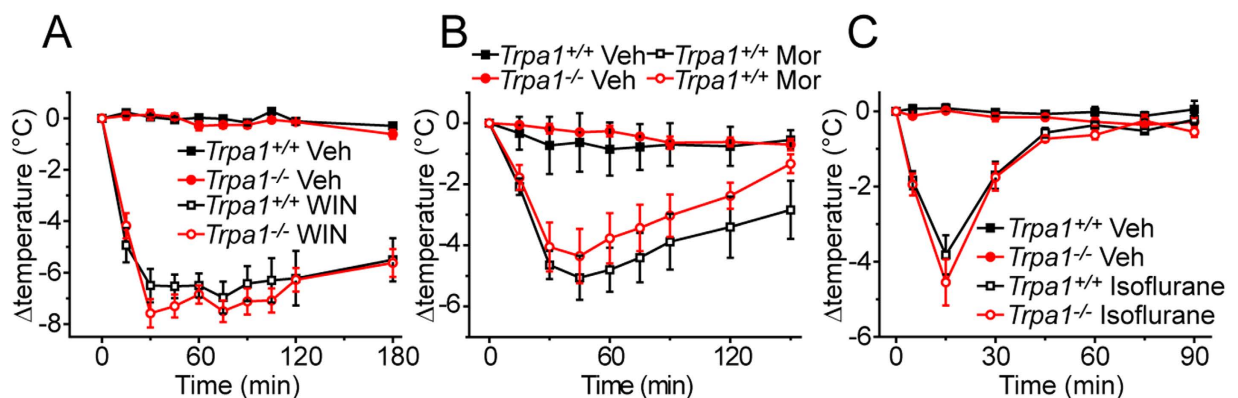 A
Δtemperature (°C)
0
-2
-4
-6
-8
Trpa1+/+ Veh
Trpa1-/- Veh
Trpa1+/+ WIN
Trpa1-/- WIN
0 60 120 180
Time (min)
B
Trpa1+/+ Veh Trpa1+/+ Mor
Trpa1-/- Veh Trpa1+/+ Mor
Δtemperature (°C)
0
-2
-4
-6
0 60 120
Time (min)
C
Δtemperature (°C)
0
-2
-4
-6
Trpa1+/+ Veh
Trpa1-/- Veh
Trpa1+/+ Isoflurane
Trpa1-/- Isoflurane
0 30 60 90
Time (min)